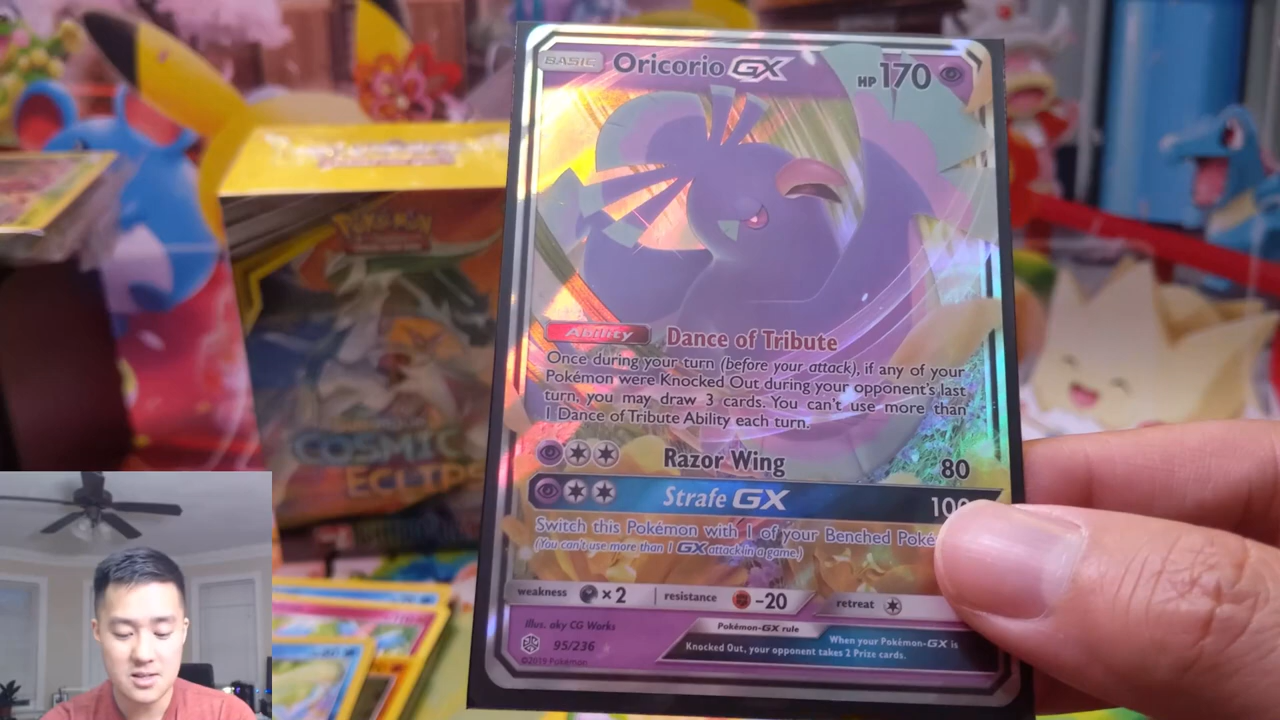 BASIC Oricorio GX HP 170
Ability Dance of Tribute
Once during your turn (before your attack), if any of your
Pokémon were Knocked Out during your opponent's last
turn, you may draw 3 cards. You can't use more than
1 Dance of Tribute Ability each turn.
Razor Wing 80
Strafe GX 100
Switch this Pokémon with 1 of your Benched Poké
(You can't use more than 1 GX attack in a game.)
weakness ×2 resistance -20 retreat
Illus. aky CG Works
95/236
©2019 Pokémon
Pokémon-GX rule
When your Pokémon-GX is
Knocked Out, your opponent takes 2 Prize cards.
POKÉMON
COSMIC
ECLIPS